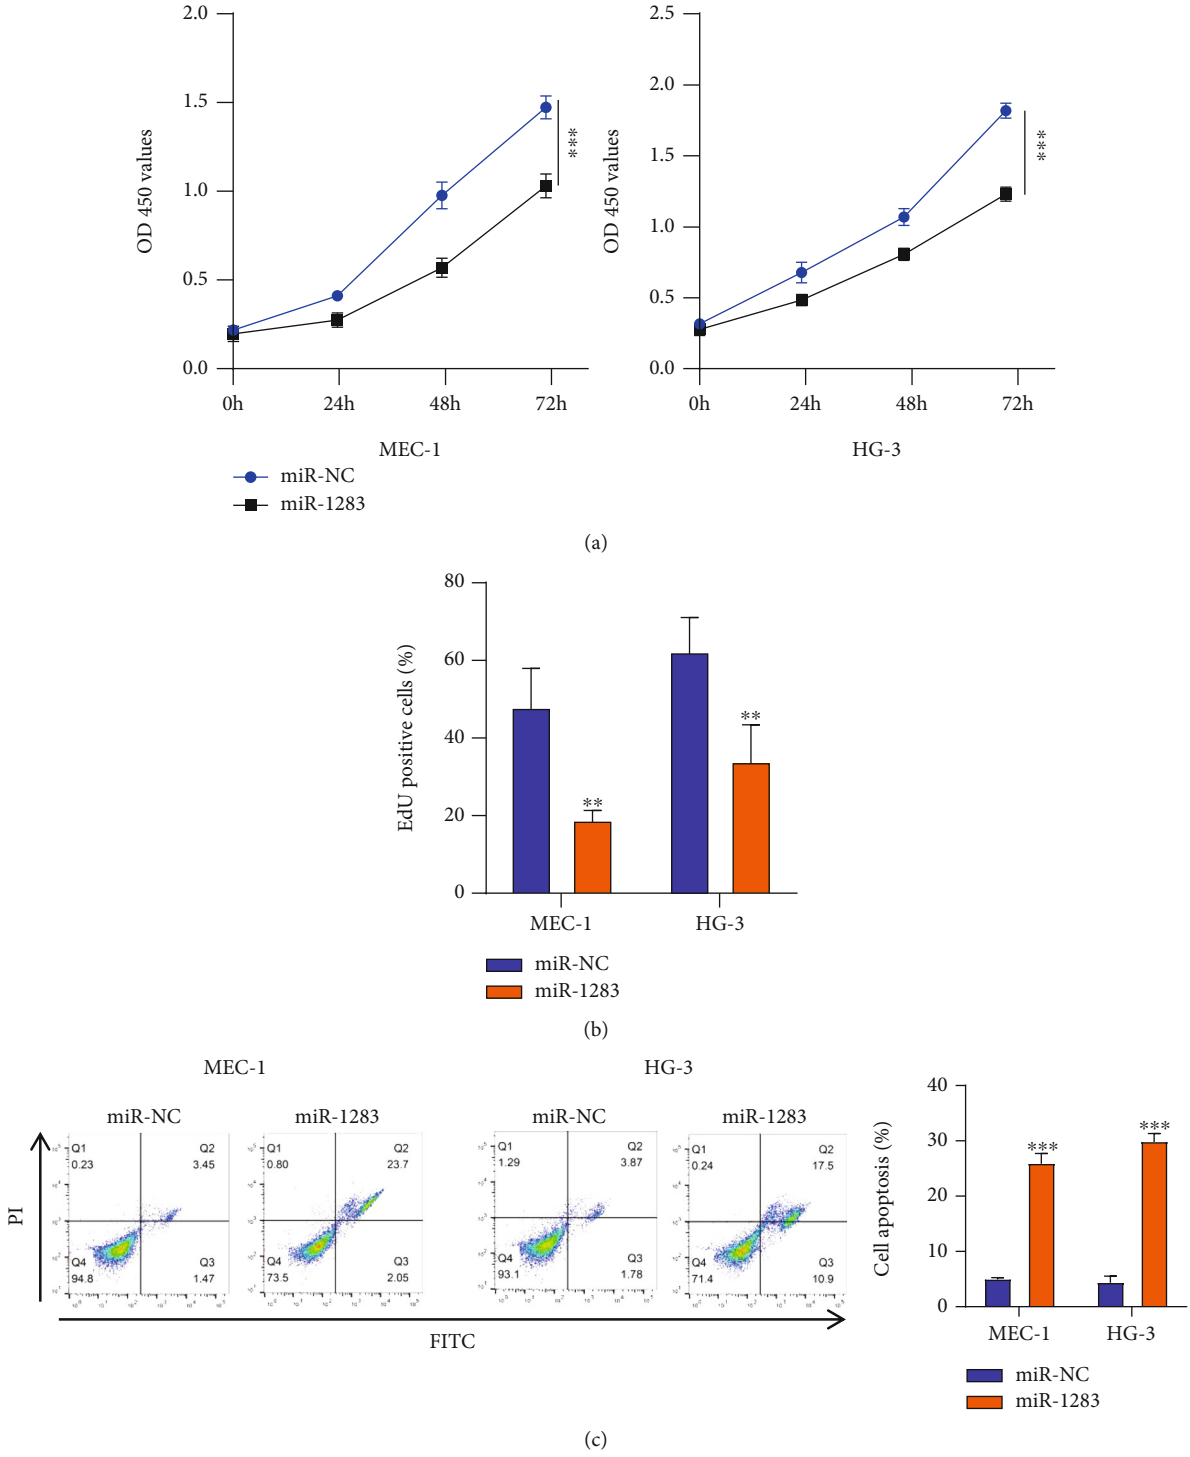 2.0
1.5
1.0
0.5
0.0
OD 450 values
0h 24h 48h 72h
MEC-1
***
2.5
2.0
1.5
1.0
0.5
0.0
OD 450 values
0h 24h 48h 72h
HG-3
***
miR-NC
miR-1283
(a)
80
60
40
20
0
EdU positive cells (%)
**
**
MEC-1 HG-3
miR-NC
miR-1283
(b)
MEC-1 HG-3
miR-NC miR-1283 miR-NC miR-1283
PI
Q1 Q2
0.23 3.45
Q4 Q3
94.8 1.47
Q1 Q2
0.80 23.7
Q4 Q3
73.5 2.05
Q1 Q2
1.29 3.87
Q4 Q3
93.1 1.78
Q1 Q2
0.24 17.5
Q4 Q3
71.4 10.9
FITC
40
30
20
10
0
Cell apoptosis (%)
***
***
MEC-1 HG-3
miR-NC
miR-1283
(c)